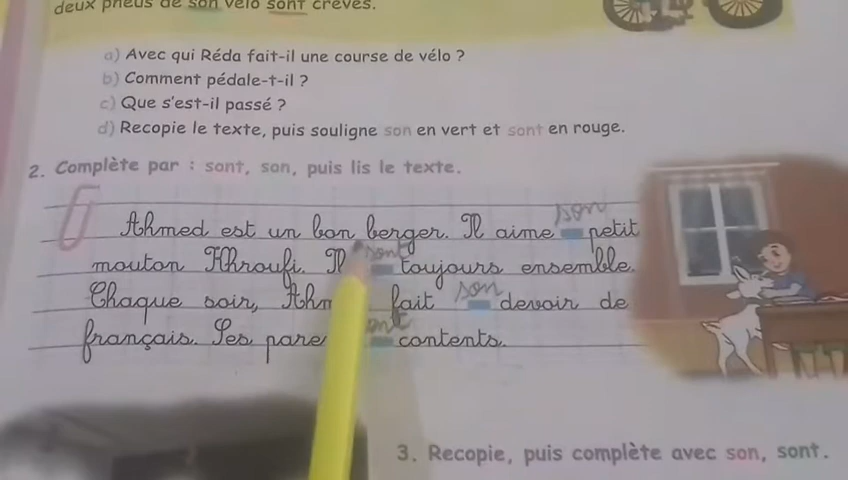 deux pneus de son vélo sont crevés.
a) Avec qui Réda fait-il une course de vélo ?
b) Comment pédale-t-il ?
c) Que s'est-il passé ?
d) Recopie le texte, puis souligne son en vert et sont en rouge.
2. Complète par : sont, son, puis lis le texte.
Ahmed est un bon berger. Il aime son petit
mouton Khroufi. Il sont toujours ensemble.
Chaque soir, fait son devoir de
français. Ses contents.
3. Recopie, puis complète avec son, sont.